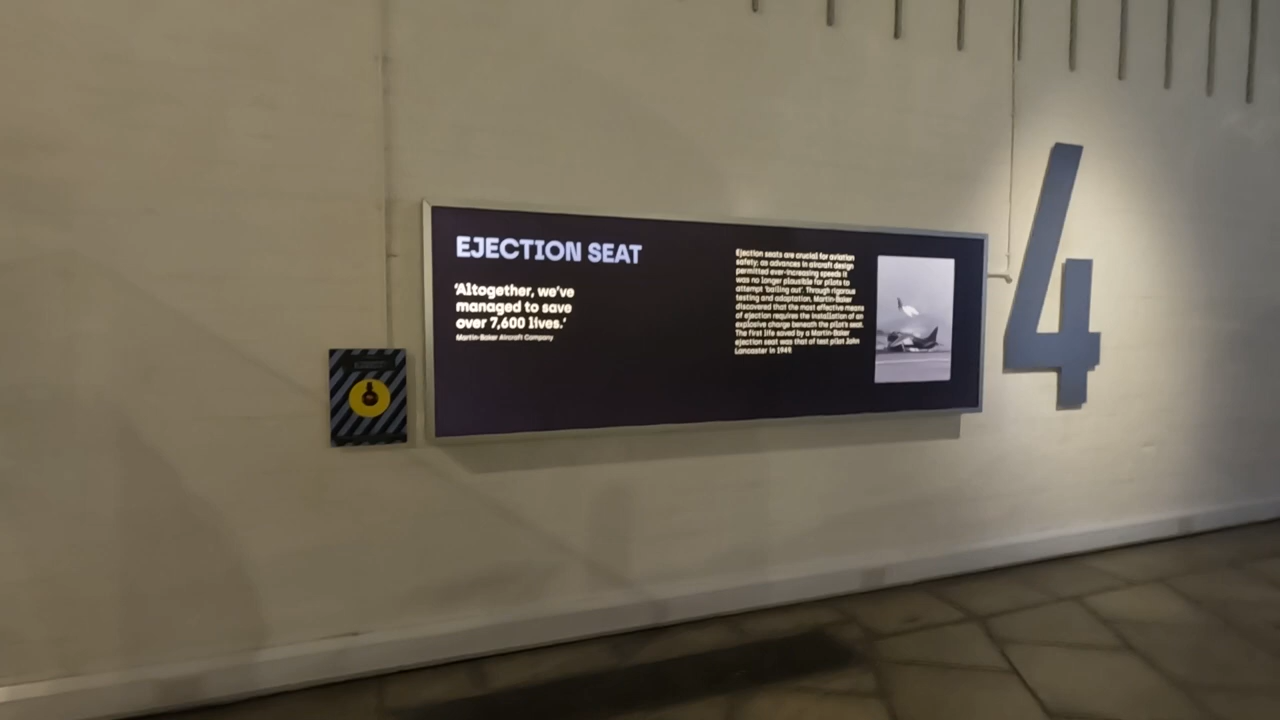 EJECTION SEAT
‘Altogether, we’ve
managed to save
over 7,600 lives.’
Martin-Baker Aircraft Company
Ejection seats are crucial for aviation
safety; as advances in aircraft design
permitted ever-increasing speeds it
was no longer plausible for pilots to
attempt ‘bailing out’. Through rigorous
testing and adaptation, Martin-Baker
discovered that the most effective means
of ejection requires the installation of an
explosive charge beneath the pilot’s seat.
The first life saved by a Martin-Baker
ejection seat was that of test pilot John
Lancaster in 1949.
4